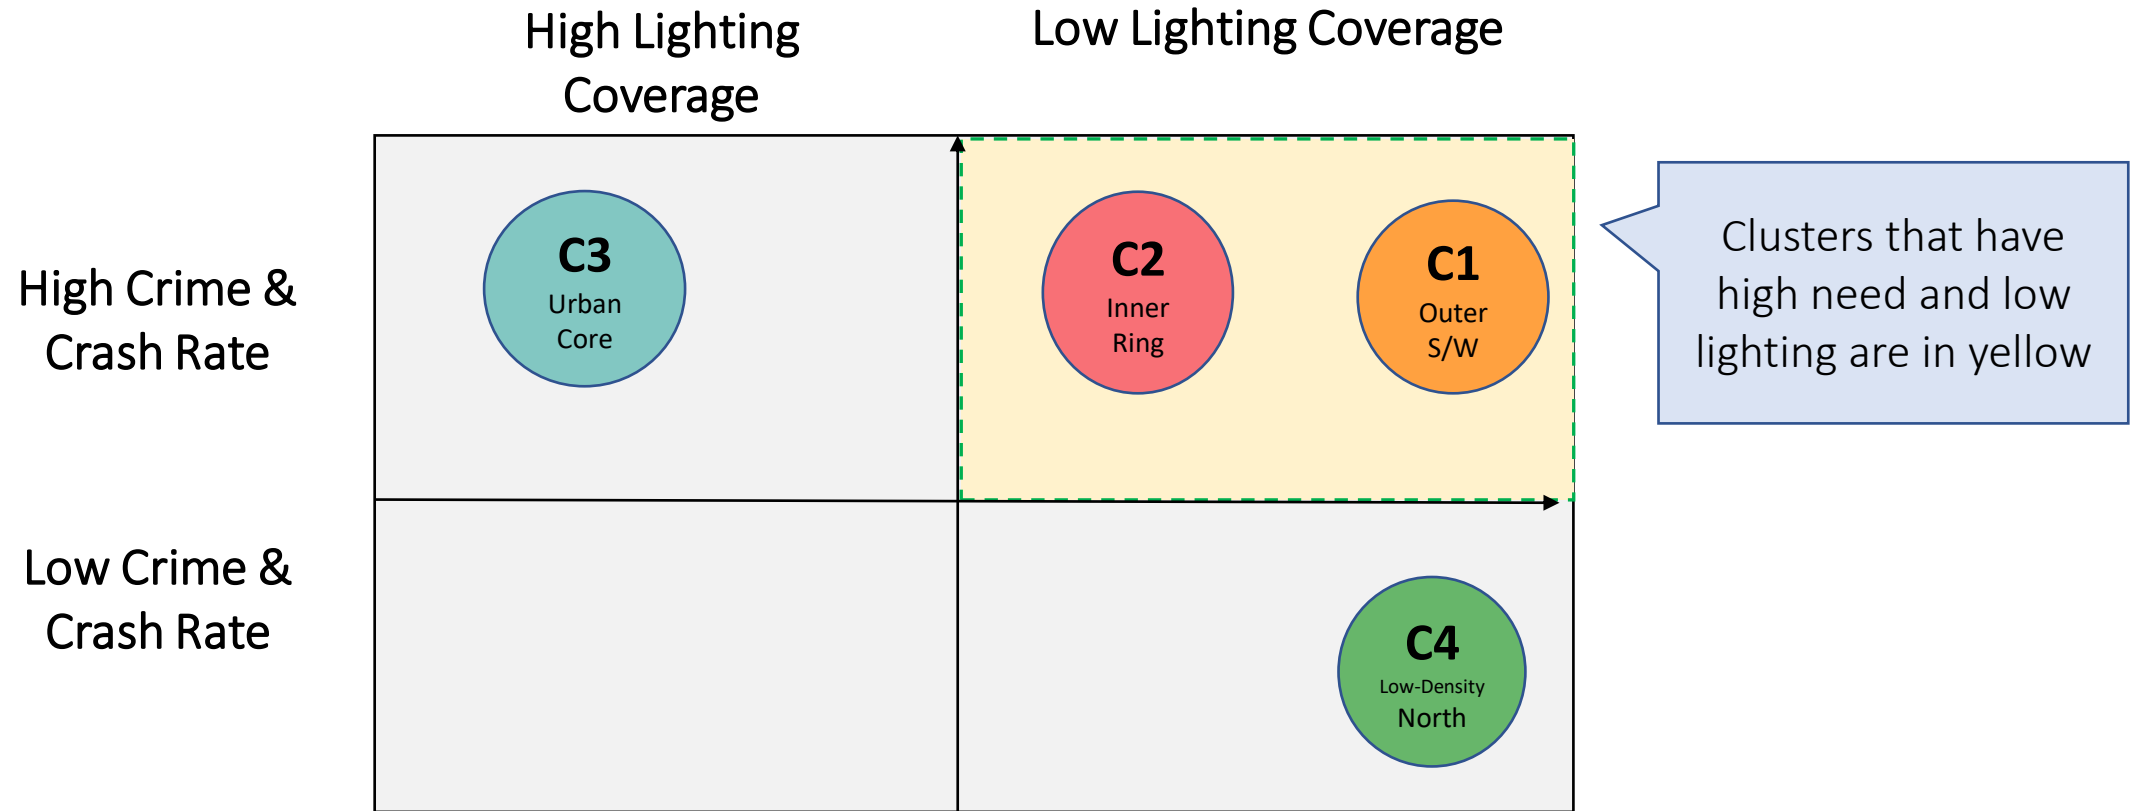 High Lighting
Coverage
Low Lighting Coverage
High Crime &
Crash Rate
C3
Urban
Core
C2
Inner
Ring
C1
Outer
S/W
Clusters that have
high need and low
lighting are in yellow
Low Crime &
Crash Rate
C4
Low-Density
North